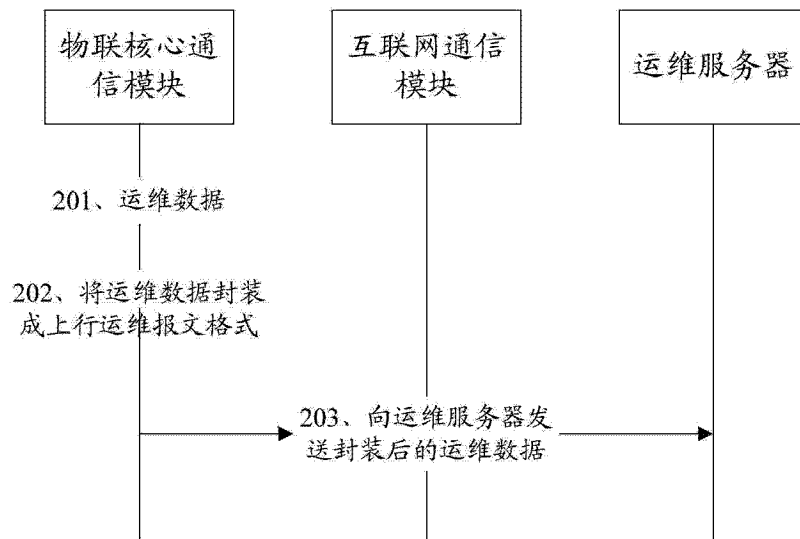 物联核心通
信模块
互联网通信
模块
运维服务器
201、运维数据
202、将运维数据封装
成上行运维报文格式
203、向运维服务器发
送封装后的运维数据